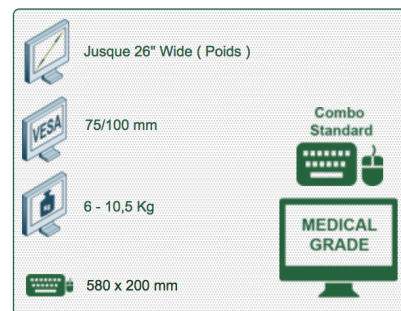 Jusque 26" Wide ( Poids )
VESA
75/100 mm
Combo
Standard
KG
6 - 10,5 Kg
MEDICAL
GRADE
580 x 200 mm